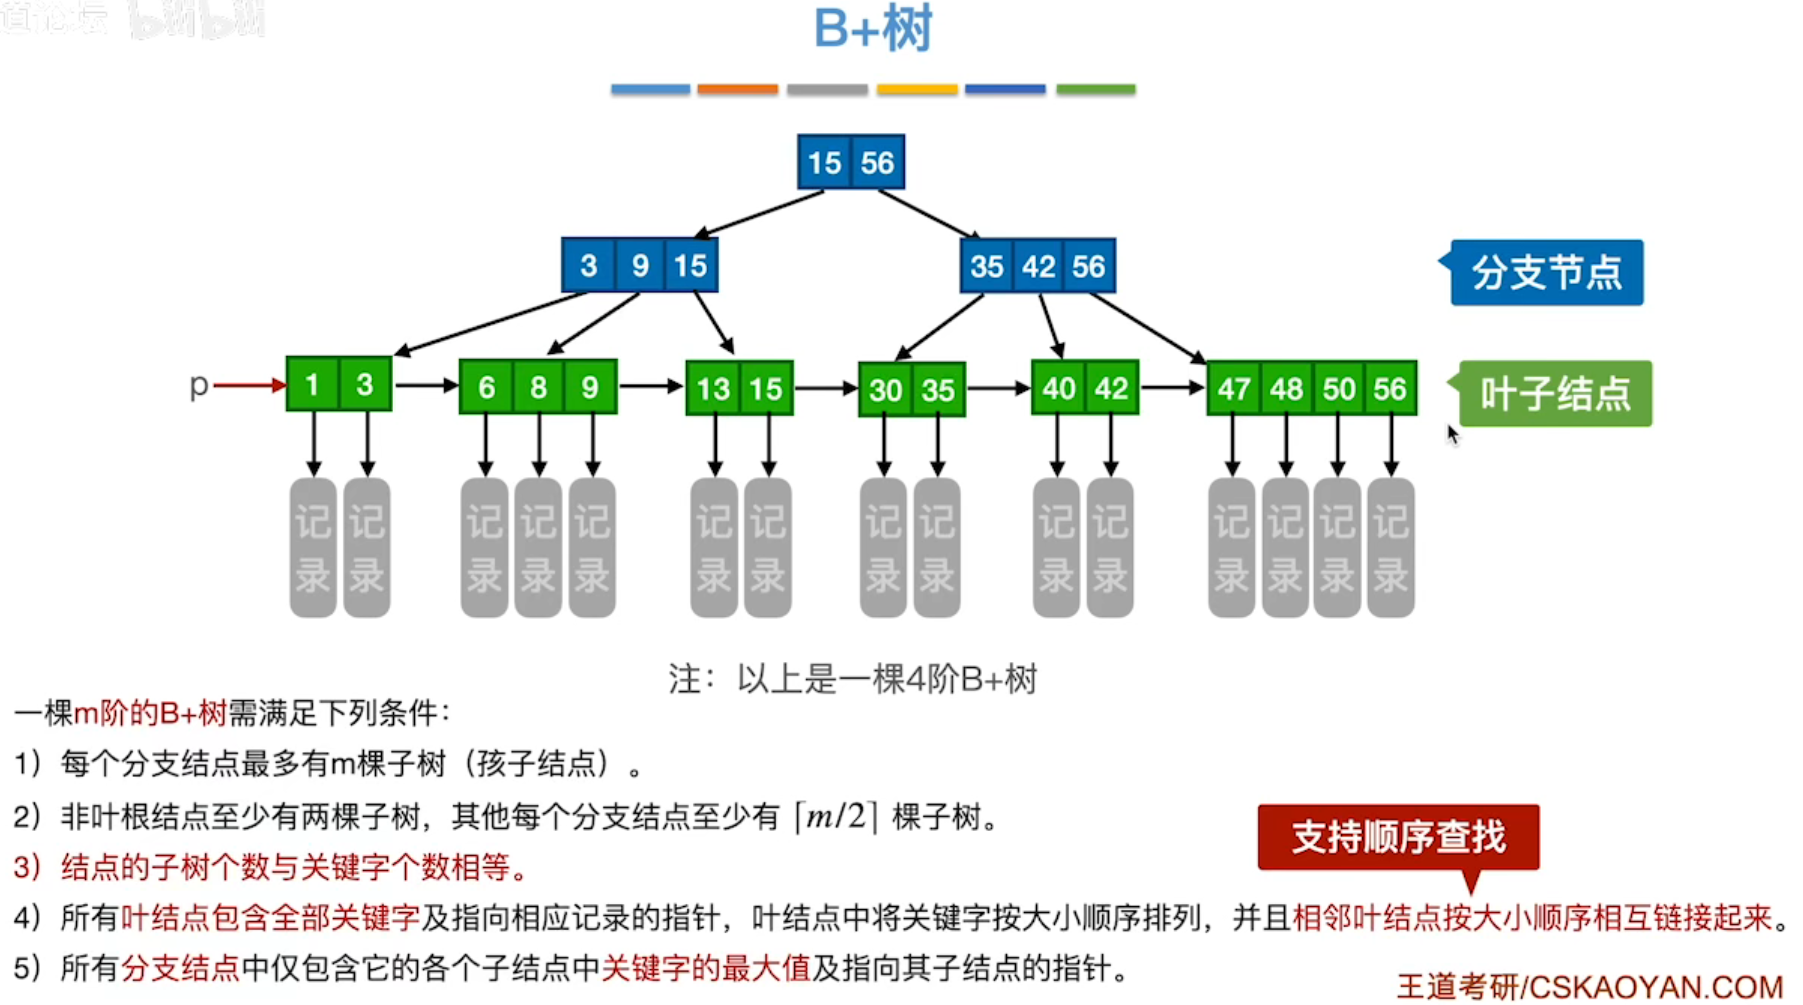 道论坛 bilibili
B+树
15 56
3 9 15
35 42 56
分支节点
p
1 3
6 8 9
13 15
30 35
40 42
47 48 50 56
叶子结点
记录 记录 记录 记录 记录 记录 记录 记录 记录 记录 记录 记录 记录 记录 记录
注：以上是一棵4阶B+树
一棵m阶的B+树需满足下列条件：
1）每个分支结点最多有m棵子树（孩子结点）。
2）非叶根结点至少有两棵子树，其他每个分支结点至少有 ⌈m/2⌉ 棵子树。
支持顺序查找
3）结点的子树个数与关键字个数相等。
4）所有叶结点包含全部关键字及指向相应记录的指针，叶结点中将关键字按大小顺序排列，并且相邻叶结点按大小顺序相互链接起来。
5）所有分支结点中仅包含它的各个子结点中关键字的最大值及指向其子结点的指针。
王道考研/CSKAOYAN.COM